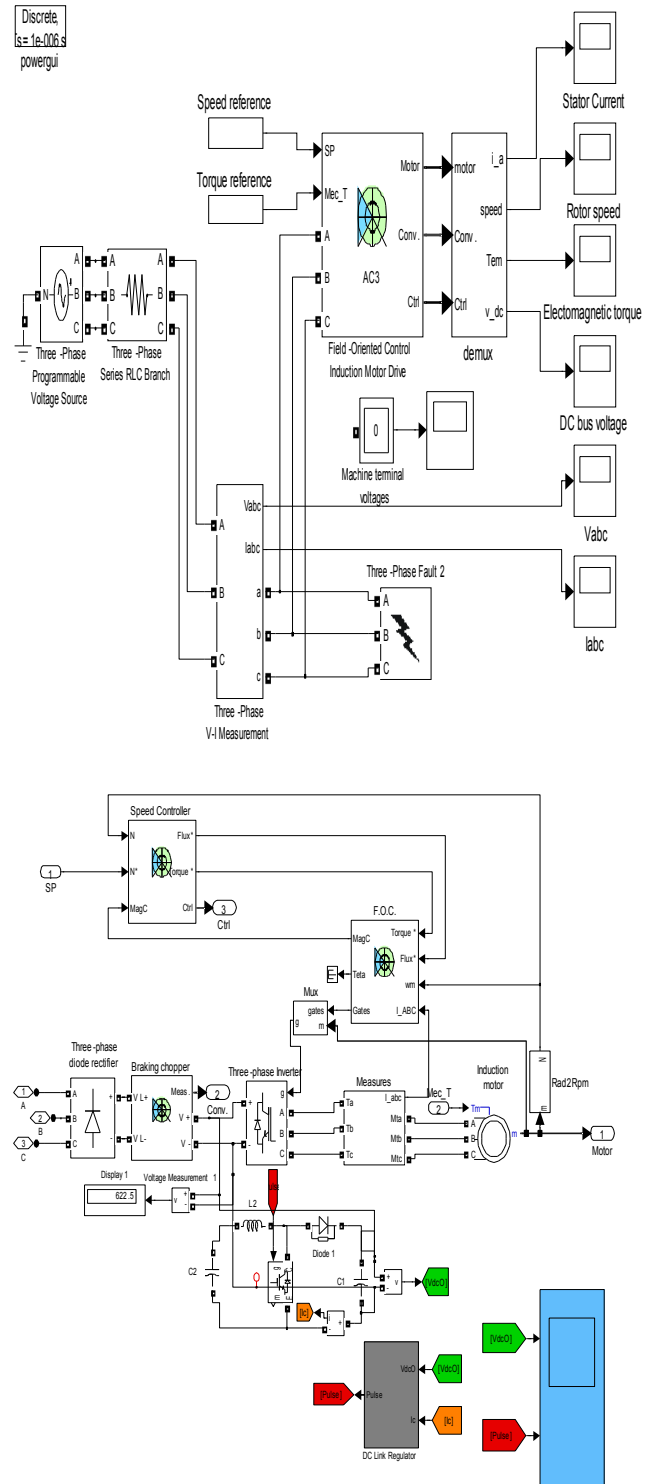 Discrete,
Ts = 1e-006 s
powergui
Speed reference
Torque reference
SP
Mec_T
A
B
C
Motor
Conv.
Ctrl
AC3
Field -Oriented Control
Induction Motor Drive
motor
Conv.
Ctrl
i_a
speed
Tem
v_dc
demux
Stator Current
Rotor speed
Electomagnetic torque
DC bus voltage
Vabc
Iabc
N
A
B
C
Three -Phase
Programmable
Voltage Source
A
B
C
A
B
C
Three -Phase
Series RLC Branch
0
Machine terminal
voltages
A
B
C
Vabc
Iabc
a
b
c
Three -Phase
V-I Measurement
Three -Phase Fault 2
A
B
C
Speed Controller
N
N*
MagC
Flux*
Torque *
Ctrl
1
SP
3
Ctrl
F.O.C.
MagC
Teta
Gates
Torque *
Flux*
wm
I_ABC
Mux
gates
m
g
Three -phase
diode rectifier
1
A
2
B
3
C
A
B
C
+
-
Braking chopper
V L+
V L-
Meas.
V +
V -
2
Conv.
Three-phase Inverter
g
+
-
A
B
C
Measures
Ta
Tb
Tc
I_abc
Mta
Mtb
Mtc
Mec_T
2
Induction
motor
Tm
A
B
C
m
N
m
Rad2Rpm
1
Motor
Display 1
622 .5
Voltage Measurement 1
+
-
v
L2
C2
Diode 1
C1
g
m
+
-
v
[VdcO]
[Ic]
i
+
-
VdcO
Ic
Pulse
[VdcO]
[Ic]
[Pulse]
DC Link Regulator
[VdcO]
[Pulse]